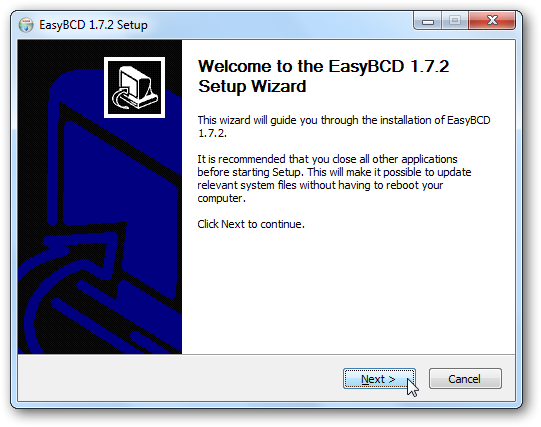 EasyBCD 1.7.2 Setup
Welcome to the EasyBCD 1.7.2
Setup Wizard
This wizard will guide you through the installation of EasyBCD
1.7.2.
It is recommended that you close all other applications
before starting Setup. This will make it possible to update
relevant system files without having to reboot your
computer.
Click Next to continue.
Next >
Cancel